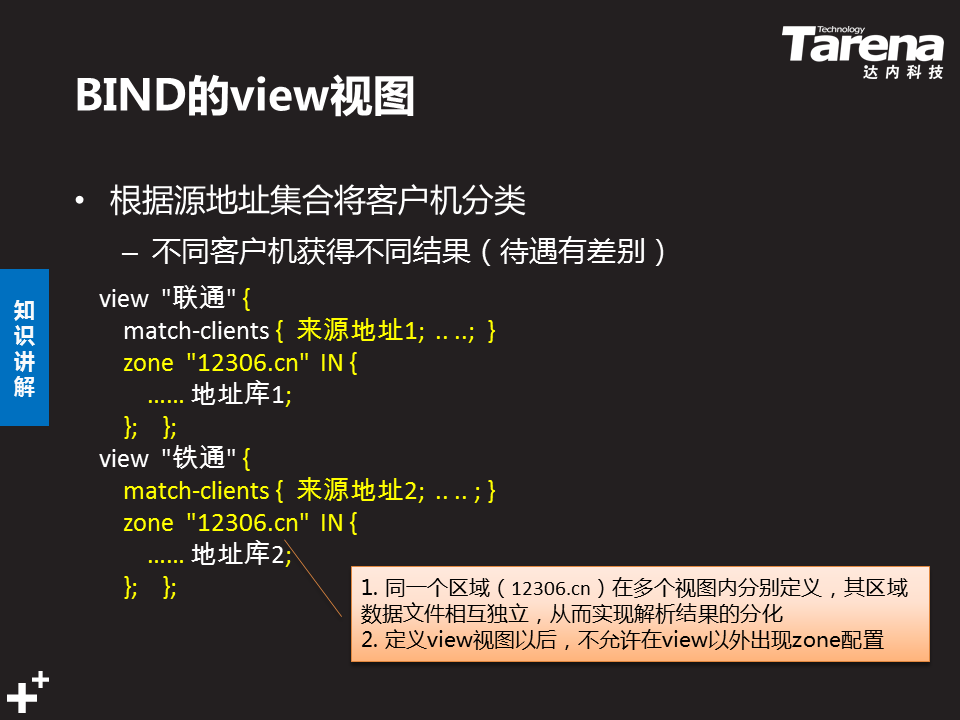 Technology
Tarena
达内科技
BIND的view视图
• 根据源地址集合将客户机分类
– 不同客户机获得不同结果（待遇有差别）
知识讲解
view "联通" {
match-clients { 来源地址1; .. ..; }
zone "12306.cn" IN {
…… 地址库1;
}; };
view "铁通" {
match-clients { 来源地址2; .. .. ; }
zone "12306.cn" IN {
…… 地址库2;
}; };
1. 同一个区域（12306.cn）在多个视图内分别定义，其区域
数据文件相互独立，从而实现解析结果的分化
2. 定义view视图以后，不允许在view以外出现zone配置